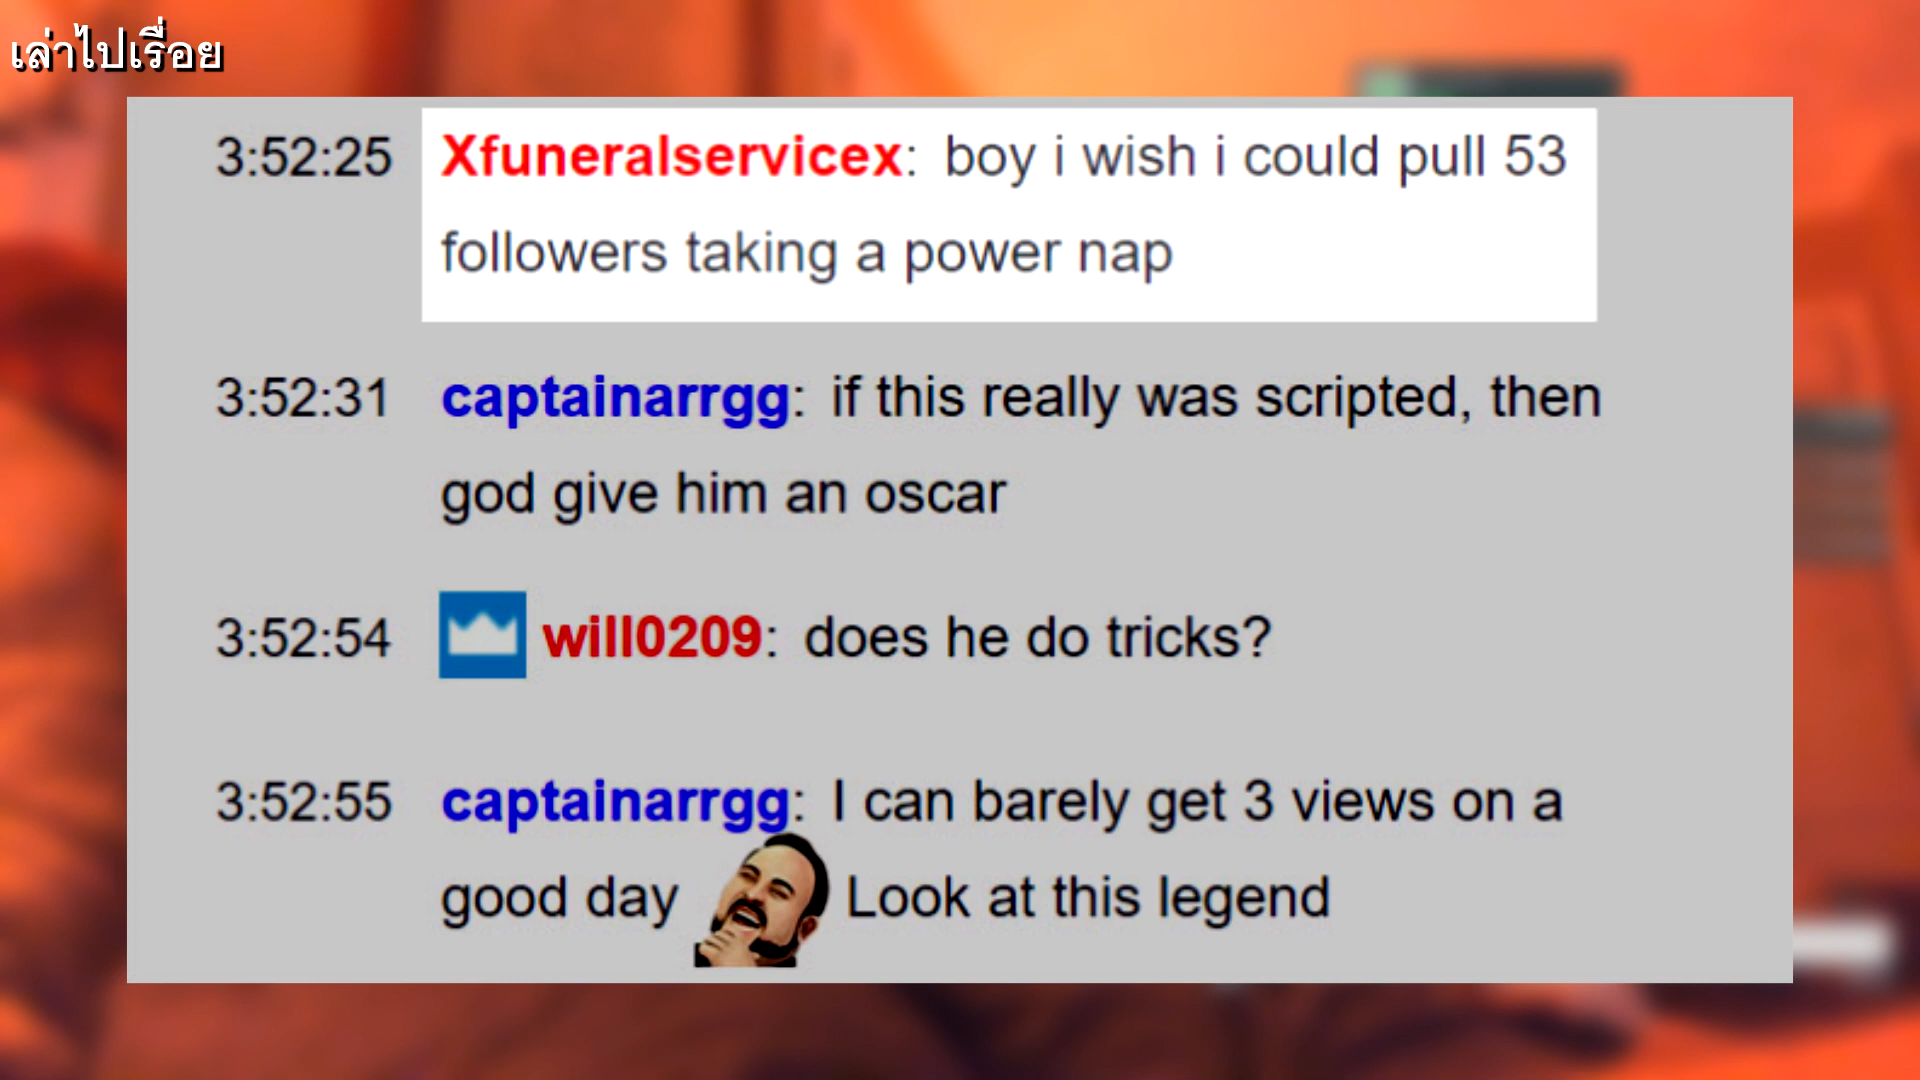 เล่าไปเรื่อย
3:52:25 Xfuneralservicex: boy i wish i could pull 53
followers taking a power nap
3:52:31 captainarrgg: if this really was scripted, then
god give him an oscar
3:52:54 will0209: does he do tricks?
3:52:55 captainarrgg: I can barely get 3 views on a
good day Look at this legend